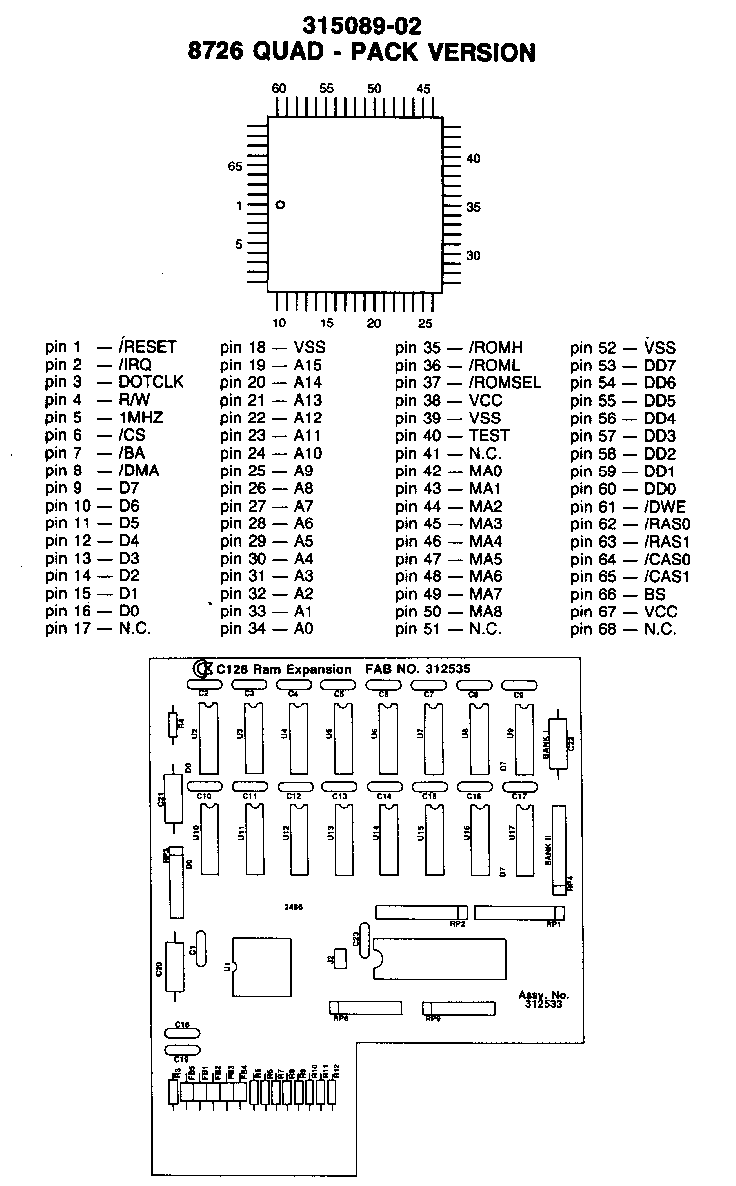 315089-02
8726 QUAD - PACK VERSION
60 55 50 45
65 40
1 35
5 30
10 15 20 25
pin 1 — /RESET pin 18 — VSS pin 35 — /ROMH pin 52 — VSS
pin 2 — /IRQ pin 19 — A15 pin 36 — /ROML pin 53 — DD7
pin 3 — DOTCLK pin 20 — A14 pin 37 — /ROMSEL pin 54 — DD6
pin 4 — R/W pin 21 — A13 pin 38 — VCC pin 55 — DD5
pin 5 — 1MHZ pin 22 — A12 pin 39 — VSS pin 56 — DD4
pin 6 — /CS pin 23 — A11 pin 40 — TEST pin 57 — DD3
pin 7 — /BA pin 24 — A10 pin 41 — N.C. pin 58 — DD2
pin 8 — /DMA pin 25 — A9 pin 42 — MA0 pin 59 — DD1
pin 9 — D7 pin 26 — A8 pin 43 — MA1 pin 60 — DD0
pin 10 — D6 pin 27 — A7 pin 44 — MA2 pin 61 — /DWE
pin 11 — D5 pin 28 — A6 pin 45 — MA3 pin 62 — /RAS0
pin 12 — D4 pin 29 — A5 pin 46 — MA4 pin 63 — /RAS1
pin 13 — D3 pin 30 — A4 pin 47 — MA5 pin 64 — /CAS0
pin 14 — D2 pin 31 — A3 pin 48 — MA6 pin 65 — /CAS1
pin 15 — D1 pin 32 — A2 pin 49 — MA7 pin 66 — BS
pin 16 — D0 pin 33 — A1 pin 50 — MA8 pin 67 — VCC
pin 17 — N.C. pin 34 — A0 pin 51 — N.C. pin 68 — N.C.
C128 Ram Expansion FAB NO. 312535
C2 C3 C4 C5 C6 C7 C8 C9
R4 U2 U3 U4 U5 U6 U7 U8 U9 BANK I C22
D0 D7
C21 C10 C11 C12 C13 C14 C15 C16 C17
U10 U11 U12 U13 U14 U15 U16 U17 BANK II
RP3 D0 D7 RP4
2486
RP2 RP1
C20 C1 U1 J2 C23
Assy. No.
312533
RP6 RP5
C18
C19
R3 FB5 FB1 FB2 FB3 FB4 R5 R6 R7 R8 R9 R10 R11 R12